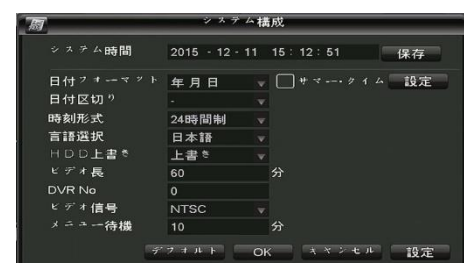 システム構成
システム時間 2015 - 12 - 11 15 : 12 : 51 保存
日付フォーマット 年月日 サマー・タイム 設定
日付区切り -
時刻形式 24時間制
言語選択 日本語
HDD上書き 上書き
ビデオ長 60 分
DVR No 0
ビデオ信号 NTSC
メニュー待機 10 分
デフォルト OK キャンセル 設定